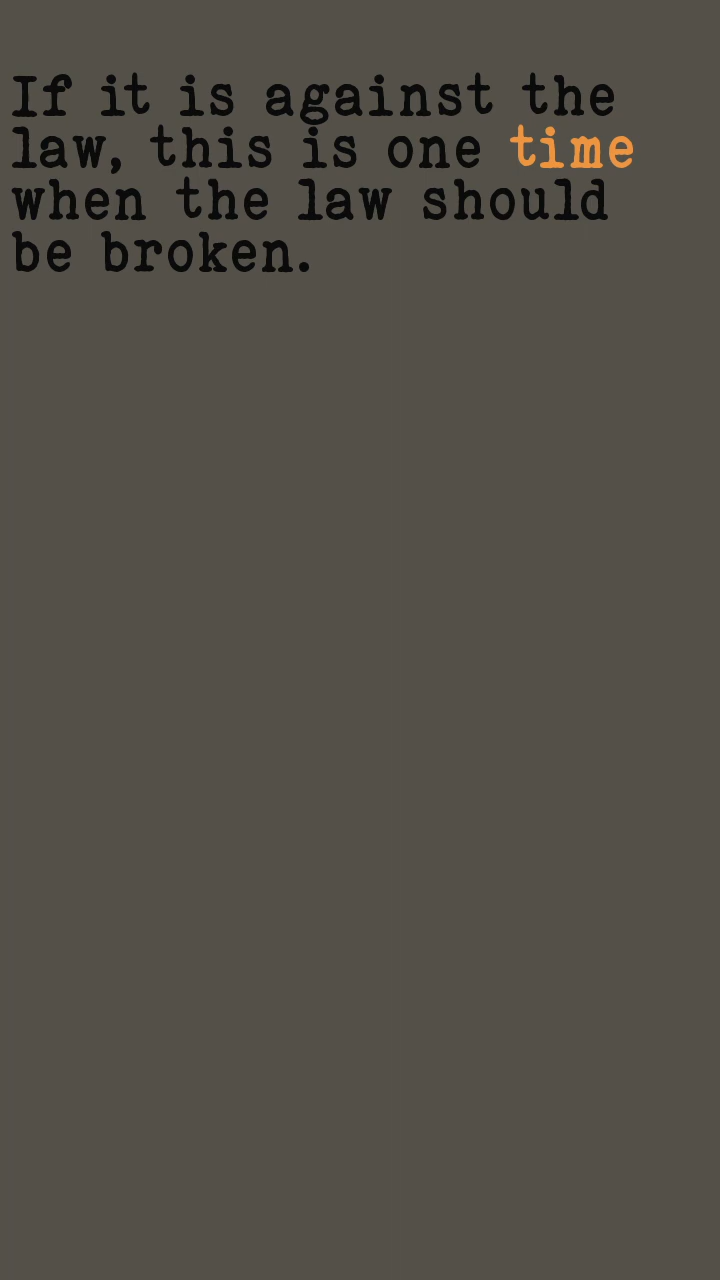 If it is against the
law, this is one time
when the law should
be broken.